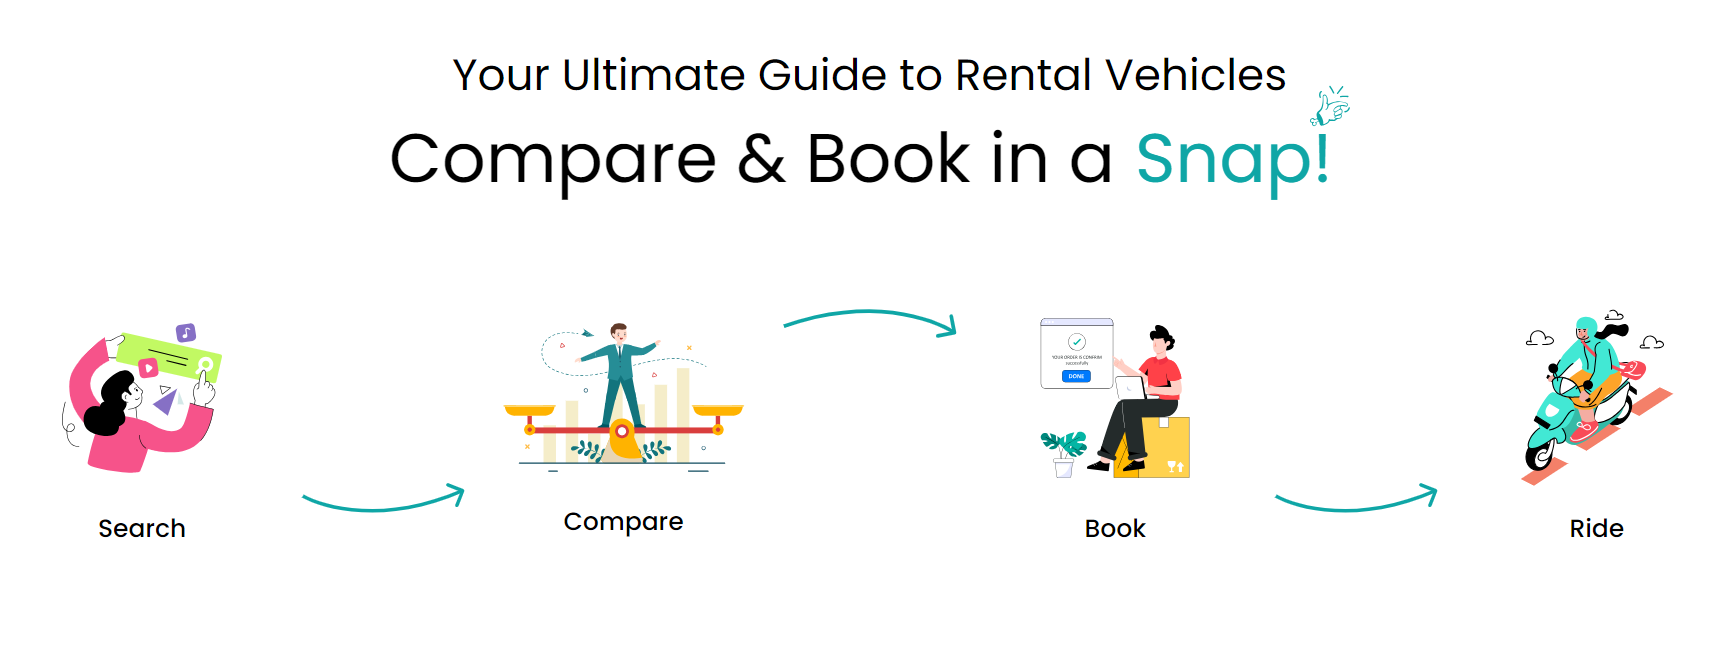 Your Ultimate Guide to Rental Vehicles
Compare & Book in a Snap!
YOUR ORDER IS CONFIRM
successfully
DONE
Search
Compare
Book
Ride